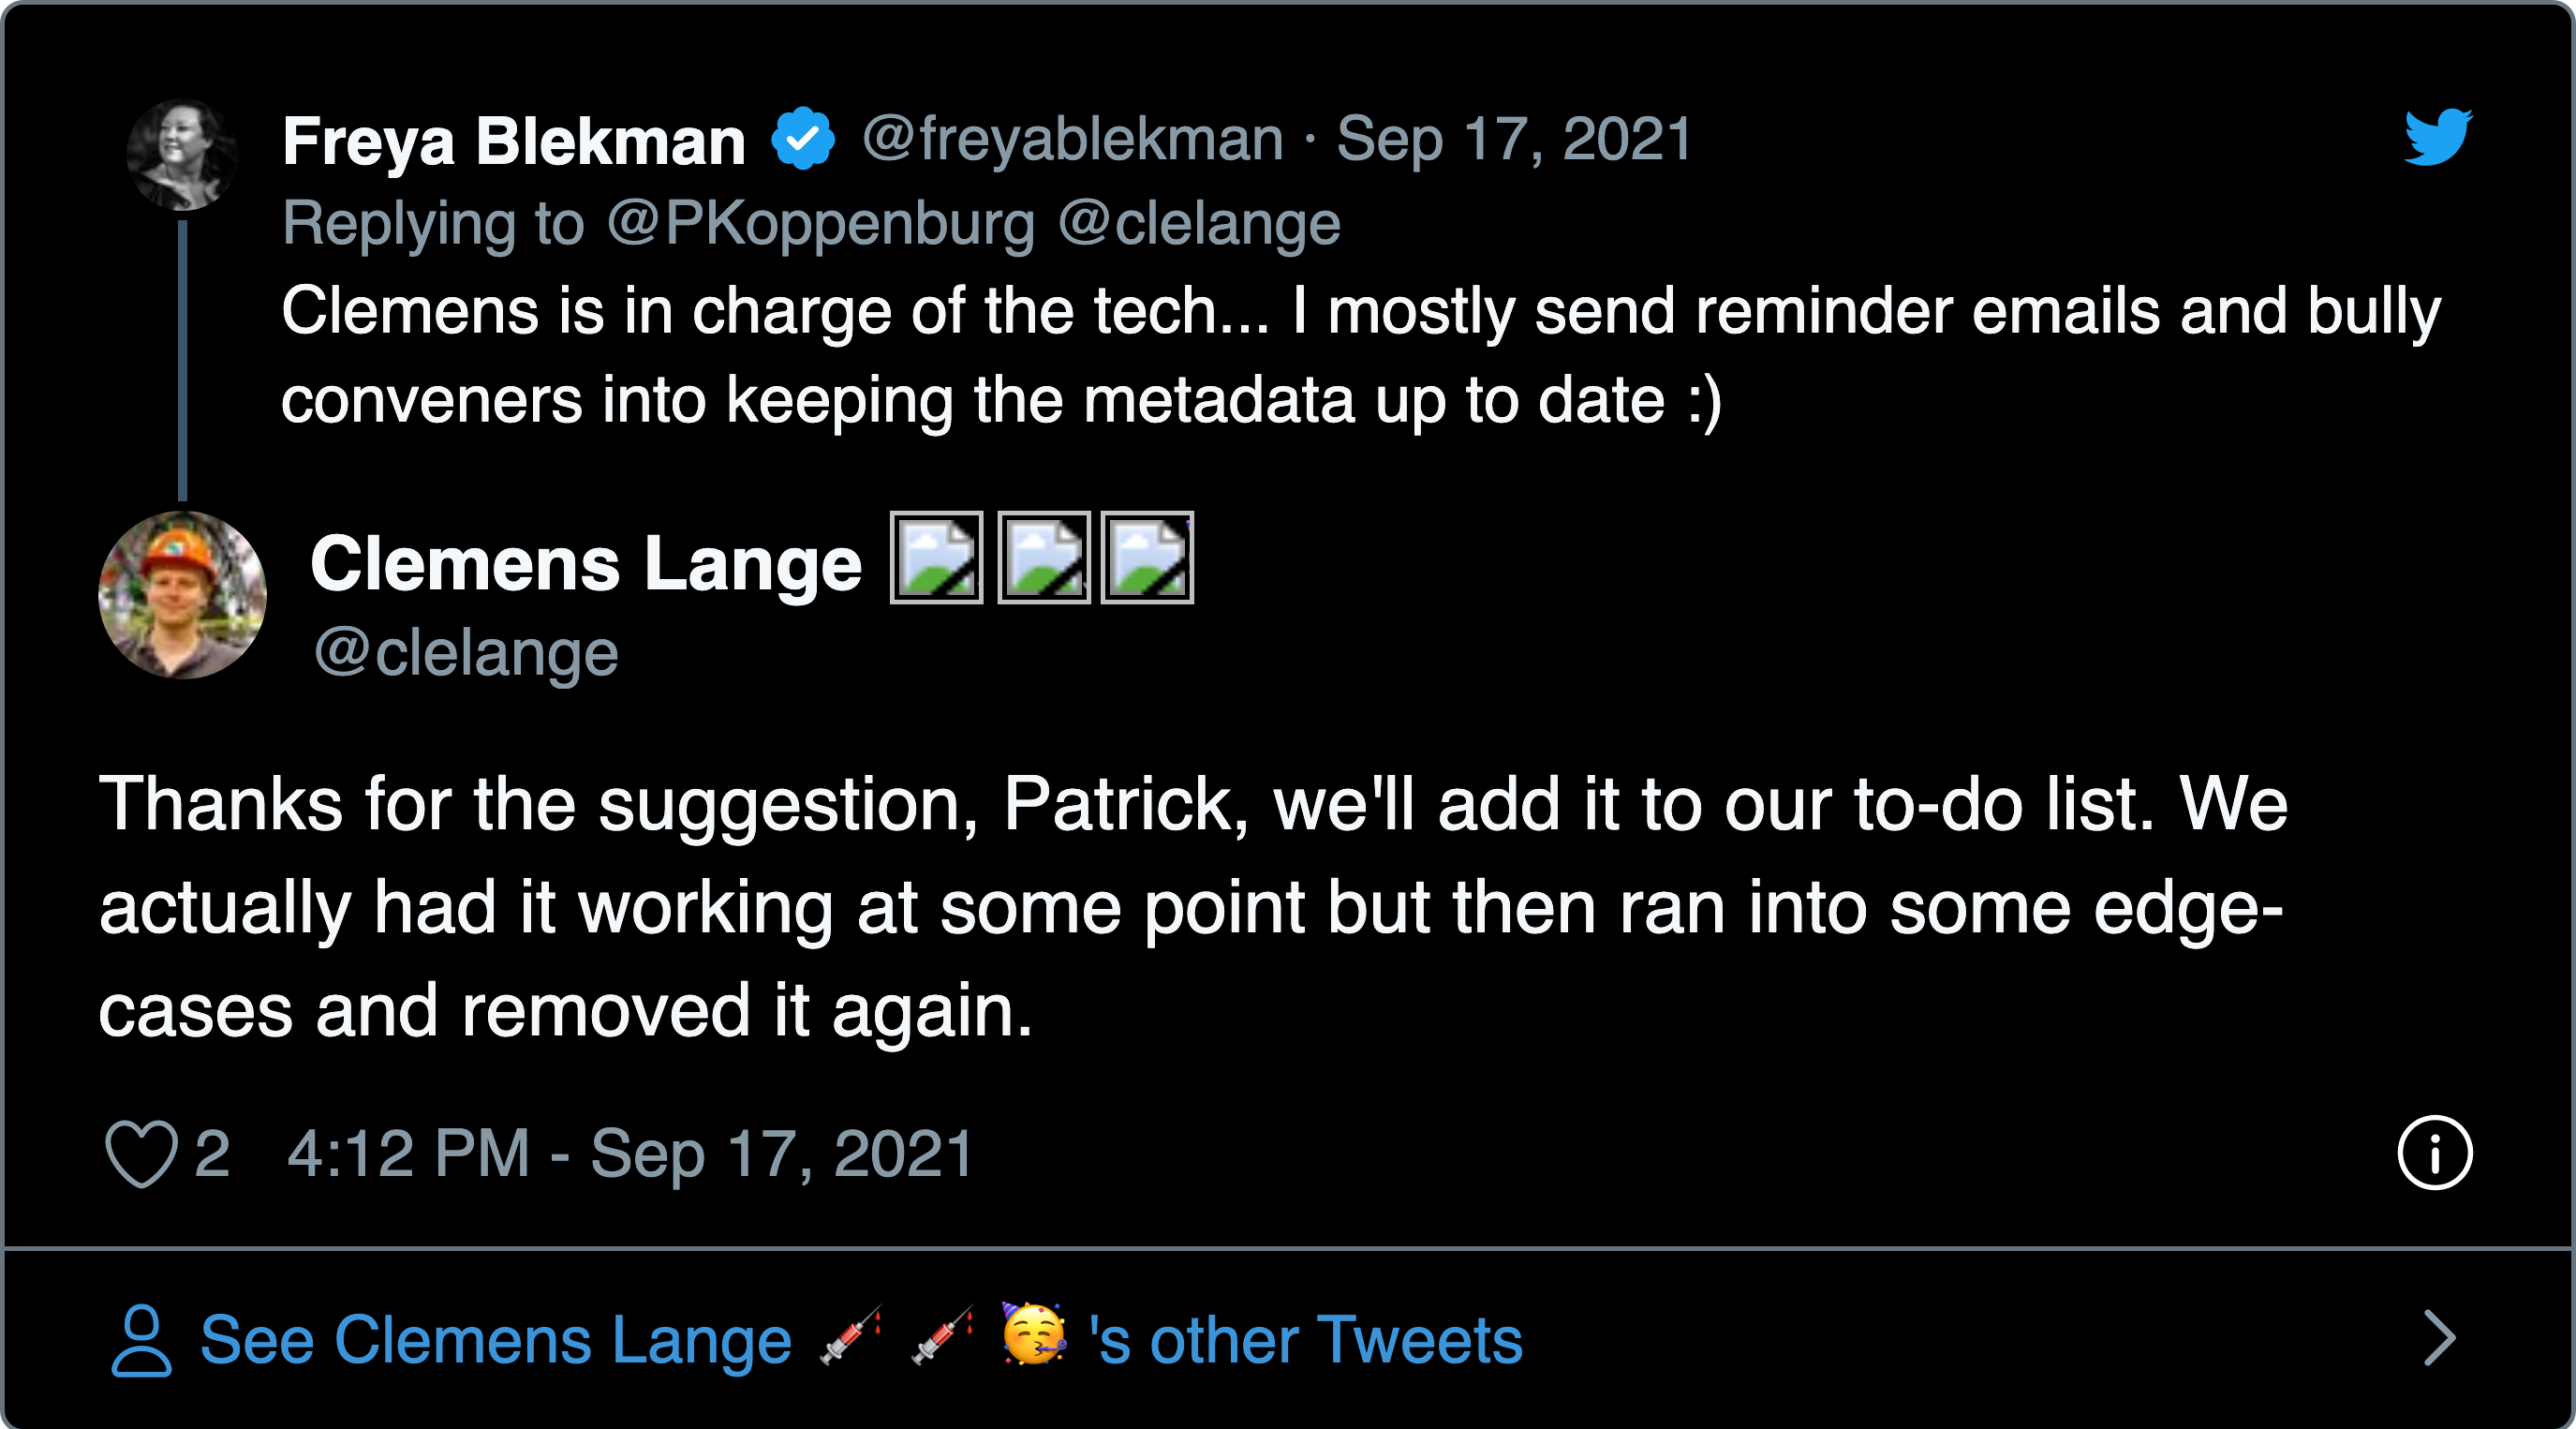 Freya Blekman @freyablekman · Sep 17, 2021
Replying to @PKoppenburg @clelange
Clemens is in charge of the tech... I mostly send reminder emails and bully
conveners into keeping the metadata up to date :)
Clemens Lange
@clelange
Thanks for the suggestion, Patrick, we'll add it to our to-do list. We
actually had it working at some point but then ran into some edge-
cases and removed it again.
2 4:12 PM - Sep 17, 2021
See Clemens Lange 💉 💉 🥳 's other Tweets